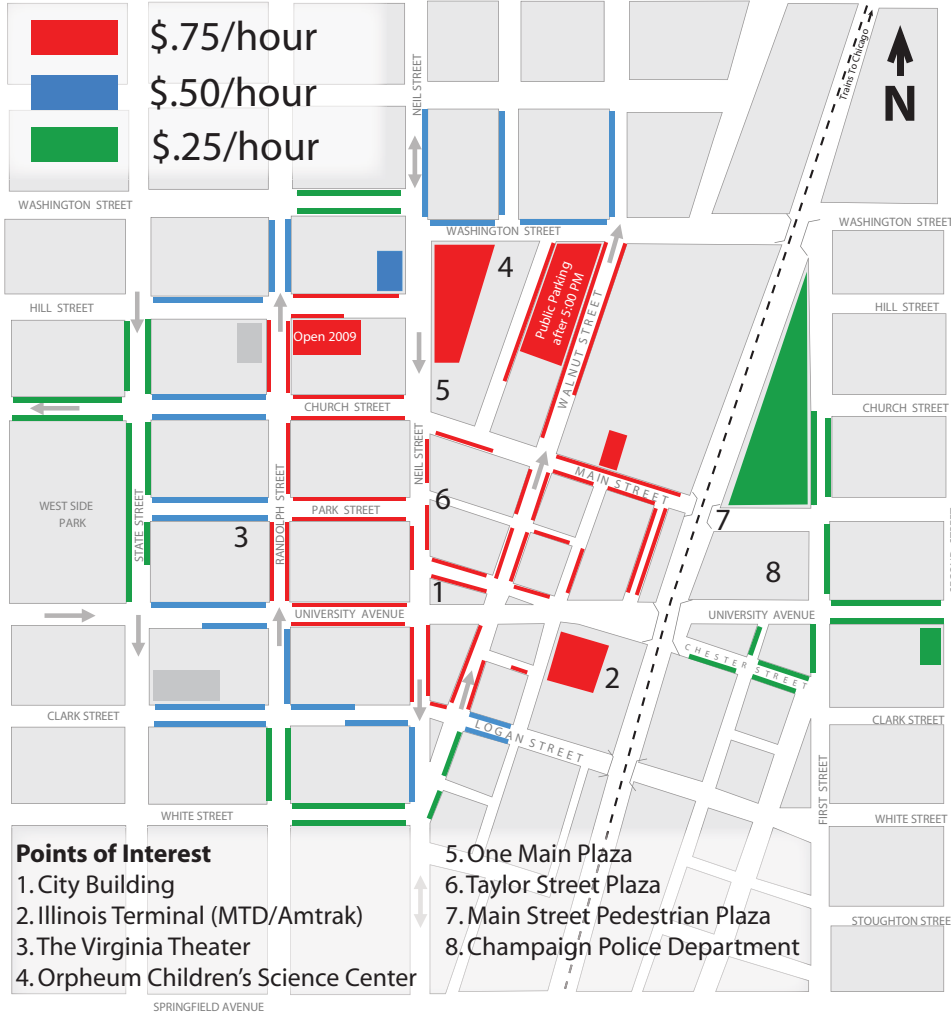 $.75/hour
$.50/hour
$.25/hour
NEIL STREET
Trains To Chicago
N
WASHINGTON STREET
WASHINGTON STREET
WASHINGTON STREET
4
Public Parking
after 5:00 PM
HILL STREET
HILL STREET
Open 2009
WALNUT STREET
5
CHURCH STREET
CHURCH STREET
NEIL STREET
MAIN STREET
WEST SIDE
PARK
STATE STREET
RANDOLPH STREET
PARK STREET
6
3
7
8
1
UNIVERSITY AVENUE
UNIVERSITY AVENUE
CHESTER STREET
2
CLARK STREET
CLARK STREET
LOGAN STREET
FIRST STREET
WHITE STREET
WHITE STREET
Points of Interest
1. City Building
2. Illinois Terminal (MTD/Amtrak)
3. The Virginia Theater
4. Orpheum Children's Science Center
5. One Main Plaza
6. Taylor Street Plaza
7. Main Street Pedestrian Plaza
8. Champaign Police Department
STOUGHTON STREE
SPRINGFIELD AVENUE